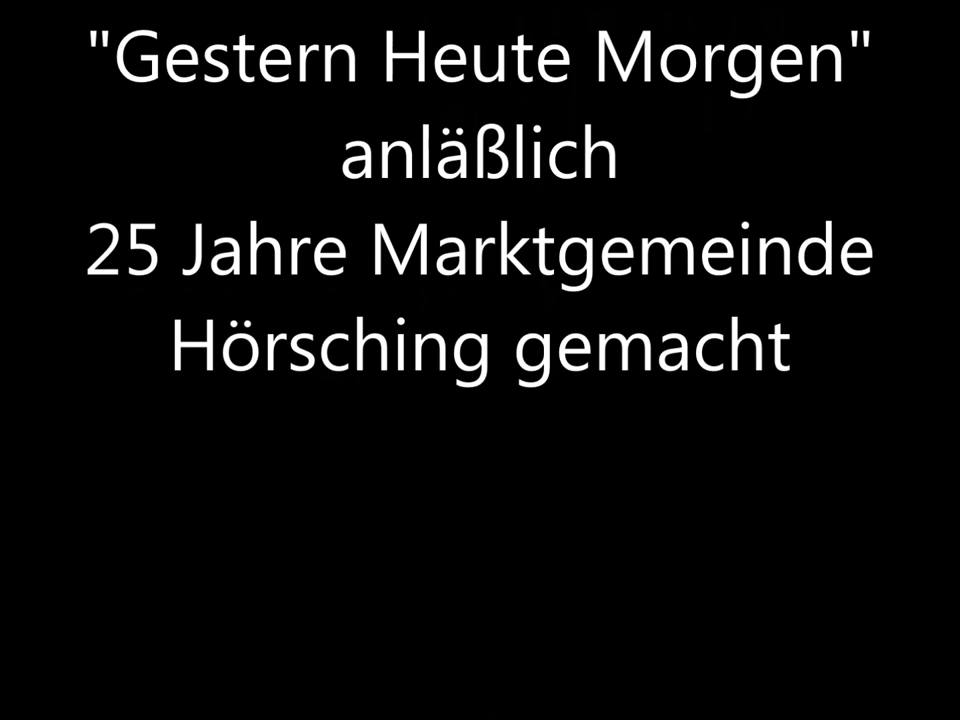 "Gestern Heute Morgen"
anläßlich
25 Jahre Marktgemeinde
Hörsching gemacht